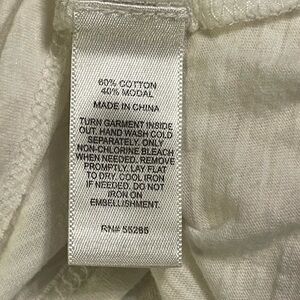 60% COTTON
40% MODAL
MADE IN CHINA
TURN GARMENT INSIDE
OUT. HAND WASH COLD
SEPARATELY. ONLY
NON-CHLORINE BLEACH
WHEN NEEDED. REMOVE
PROMPTLY. LAY FLAT
TO DRY. COOL IRON
IF NEEDED. DO NOT
IRON ON
EMBELLISHMENT.
RN# 55285